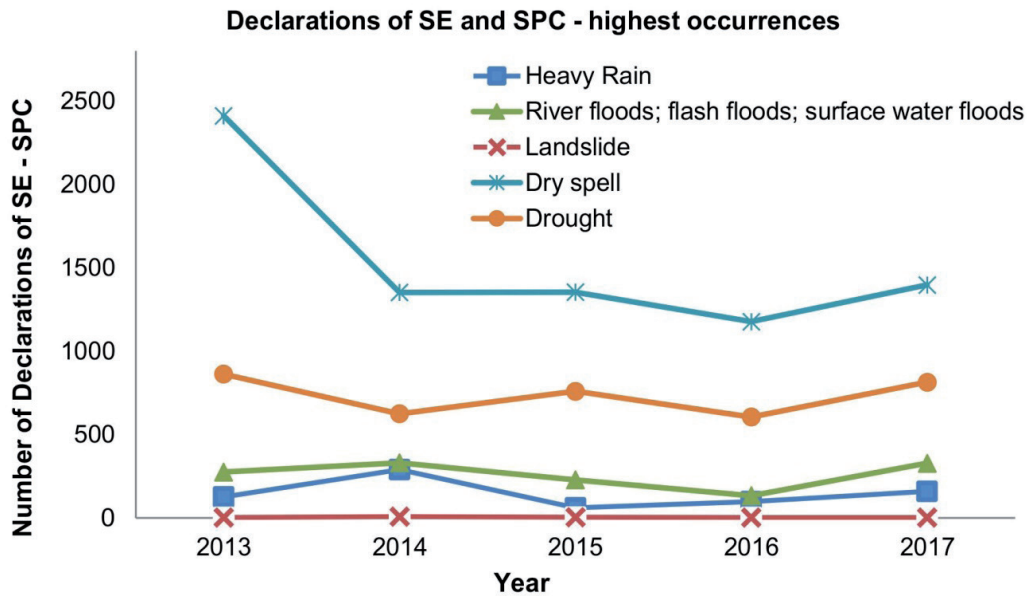 Declarations of SE and SPC - highest occurrences
Number of Declarations of SE - SPC
2500
2000
1500
1000
500
0
Heavy Rain
River floods; flash floods; surface water floods
Landslide
Dry spell
Drought
2013 2014 2015 2016 2017
Year